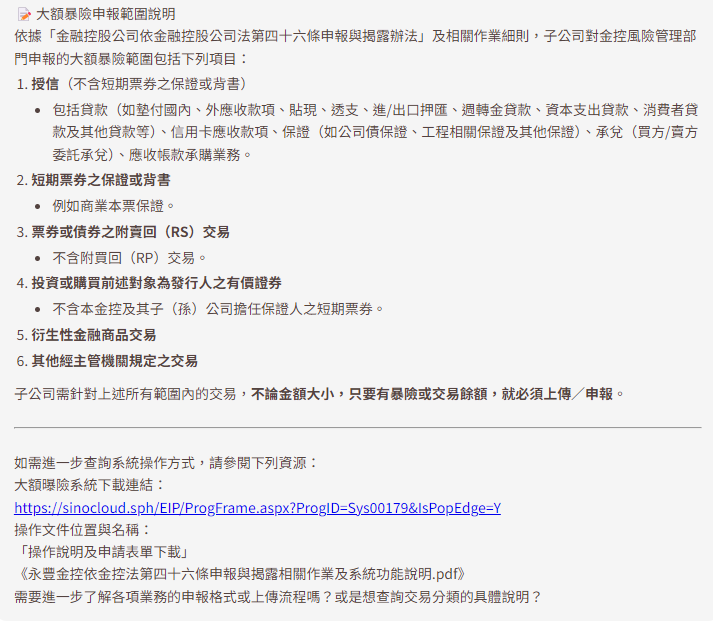 📝 大額暴險申報範圍說明
依據「金融控股公司依金融控股公司法第四十六條申報與揭露辦法」及相關作業細則，子公司對金控風險管理部
門申報的大額暴險範圍包括下列項目：
1. 授信（不含短期票券之保證或背書）
• 包括貸款（如墊付國內、外應收款項、貼現、透支、進/出口押匯、週轉金貸款、資本支出貸款、消費者貸
款及其他貸款等）、信用卡應收款項、保證（如公司債保證、工程相關保證及其他保證）、承兌（買方/賣方
委託承兌）、應收帳款承購業務。
2. 短期票券之保證或背書
• 例如商業本票保證。
3. 票券或債券之附賣回（RS）交易
• 不含附買回（RP）交易。
4. 投資或購買前述對象為發行人之有價證券
• 不含本金控及其子（孫）公司擔任保證人之短期票券。
5. 衍生性金融商品交易
6. 其他經主管機關規定之交易
子公司需針對上述所有範圍內的交易，不論金額大小，只要有暴險或交易餘額，就必須上傳／申報。
如需進一步查詢系統操作方式，請參閱下列資源：
大額曝險系統下載連結：
https://sinocloud.sph/EIP/ProgFrame.aspx?ProgID=Sys00179&IsPopEdge=Y
操作文件位置與名稱：
「操作說明及申請表單下載」
《永豐金控依金控法第四十六條申報與揭露相關作業及系統功能說明.pdf》
需要進一步了解各項業務的申報格式或上傳流程嗎？或是想查詢交易分類的具體說明？